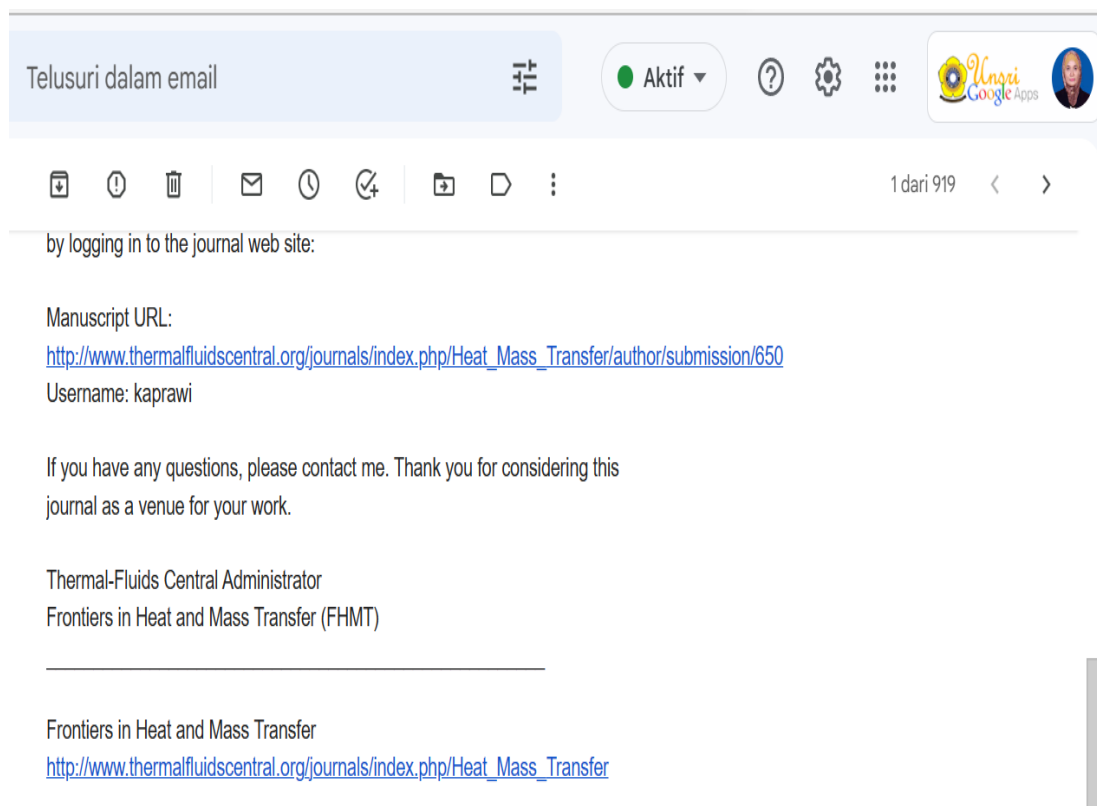 Telusuri dalam email
Aktif
Unsri
Google Apps
1 dari 919
by logging in to the journal web site:
Manuscript URL:
http://www.thermalfluidscentral.org/journals/index.php/Heat_Mass_Transfer/author/submission/650
Username: kaprawi
If you have any questions, please contact me. Thank you for considering this
journal as a venue for your work.
Thermal-Fluids Central Administrator
Frontiers in Heat and Mass Transfer (FHMT)
Frontiers in Heat and Mass Transfer
http://www.thermalfluidscentral.org/journals/index.php/Heat_Mass_Transfer